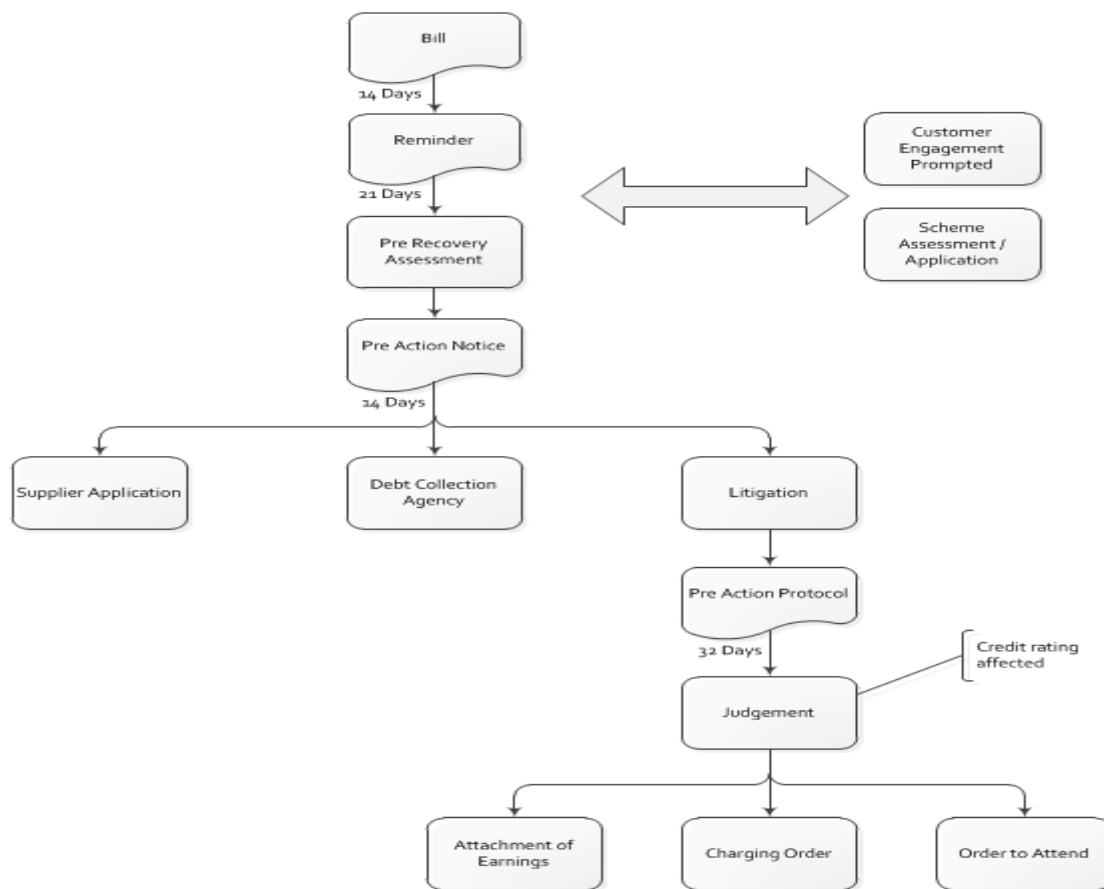 Bill
14 Days
Reminder
21 Days
Customer
Engagement
Prompted
Scheme
Assessment /
Application
Pre Recovery
Assessment
Pre Action Notice
14 Days
Supplier Application
Debt Collection
Agency
Litigation
Pre Action Protocol
32 Days
Credit rating
affected
Judgement
Attachment of
Earnings
Charging Order
Order to Attend